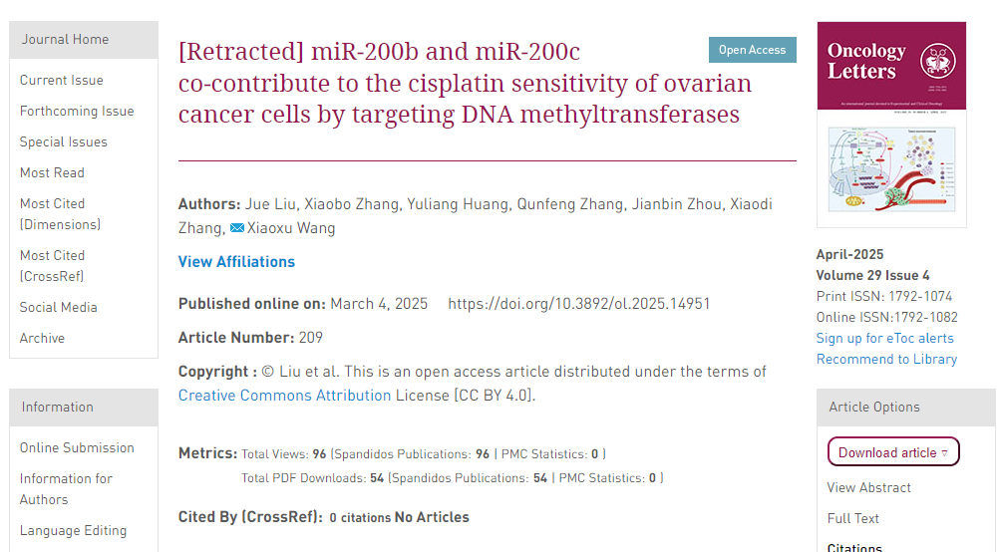 Journal Home
Current Issue
Forthcoming Issue
Special Issues
Most Read
Most Cited
(Dimensions)
Most Cited
(CrossRef)
Social Media
Archive
Information
Online Submission
Information for
Authors
Language Editing
[Retracted] miR-200b and miR-200c
co-contribute to the cisplatin sensitivity of ovarian
cancer cells by targeting DNA methyltransferases
Open Access
Authors: Jue Liu, Xiaobo Zhang, Yuliang Huang, Qunfeng Zhang, Jianbin Zhou, Xiaodi
Zhang, Xiaoxu Wang
View Affiliations
Published online on: March 4, 2025 https://doi.org/10.3892/ol.2025.14951
Article Number: 209
Copyright : © Liu et al. This is an open access article distributed under the terms of
Creative Commons Attribution License [CC BY 4.0].
Metrics: Total Views: 96 (Spandidos Publications: 96 | PMC Statistics: 0 )
Total PDF Downloads: 54 (Spandidos Publications: 54 | PMC Statistics: 0 )
Cited By (CrossRef): 0 citations No Articles
Oncology
Letters
April-2025
Volume 29 Issue 4
Print ISSN: 1792-1074
Online ISSN:1792-1082
Sign up for eToc alerts
Recommend to Library
Article Options
Download article ▿
View Abstract
Full Text
Citations